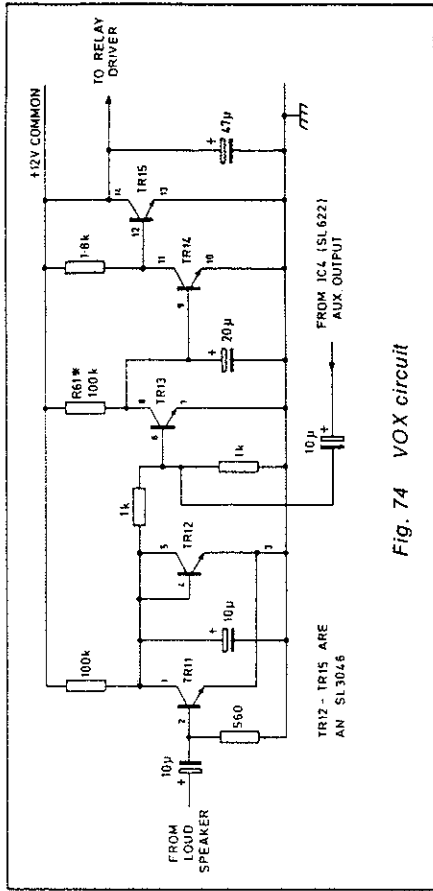 +12V COMMON
TO RELAY
DRIVER
100k
R61*
100k
1·8k
14
TR15
12
13
47µ
+
11
TR14
9
10
8
TR13
6
7
20µ
+
1k
1k
5
TR12
4
3
10µ
+
1
TR11
2
560
10µ
+
FROM
LOUD
SPEAKER
10µ
+
FROM IC4 (SL622)
AUX. OUTPUT
TR12 - TR15 ARE
AN SL3046
Fig. 74 VOX circuit